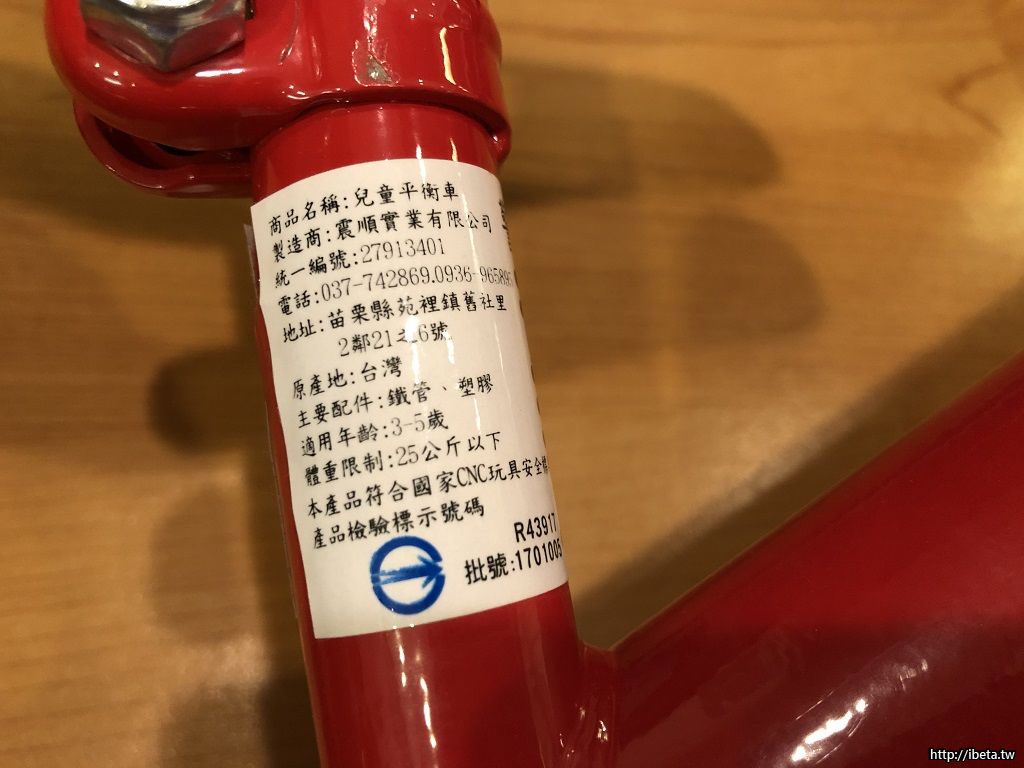 商品名稱:兒童平衡車
製造商:震順實業有限公司
統一編號:27913401
電話:037-742869.0936-96589
地址:苗栗縣苑裡鎮舊社里
2鄰21之6號
原產地:台灣
主要配件:鐵管、塑膠
適用年齡:3-5歲
體重限制:25公斤以下
本產品符合國家CNC玩具安全
產品檢驗標示號碼
R43917
批號:1701005
http://ibeta.tw